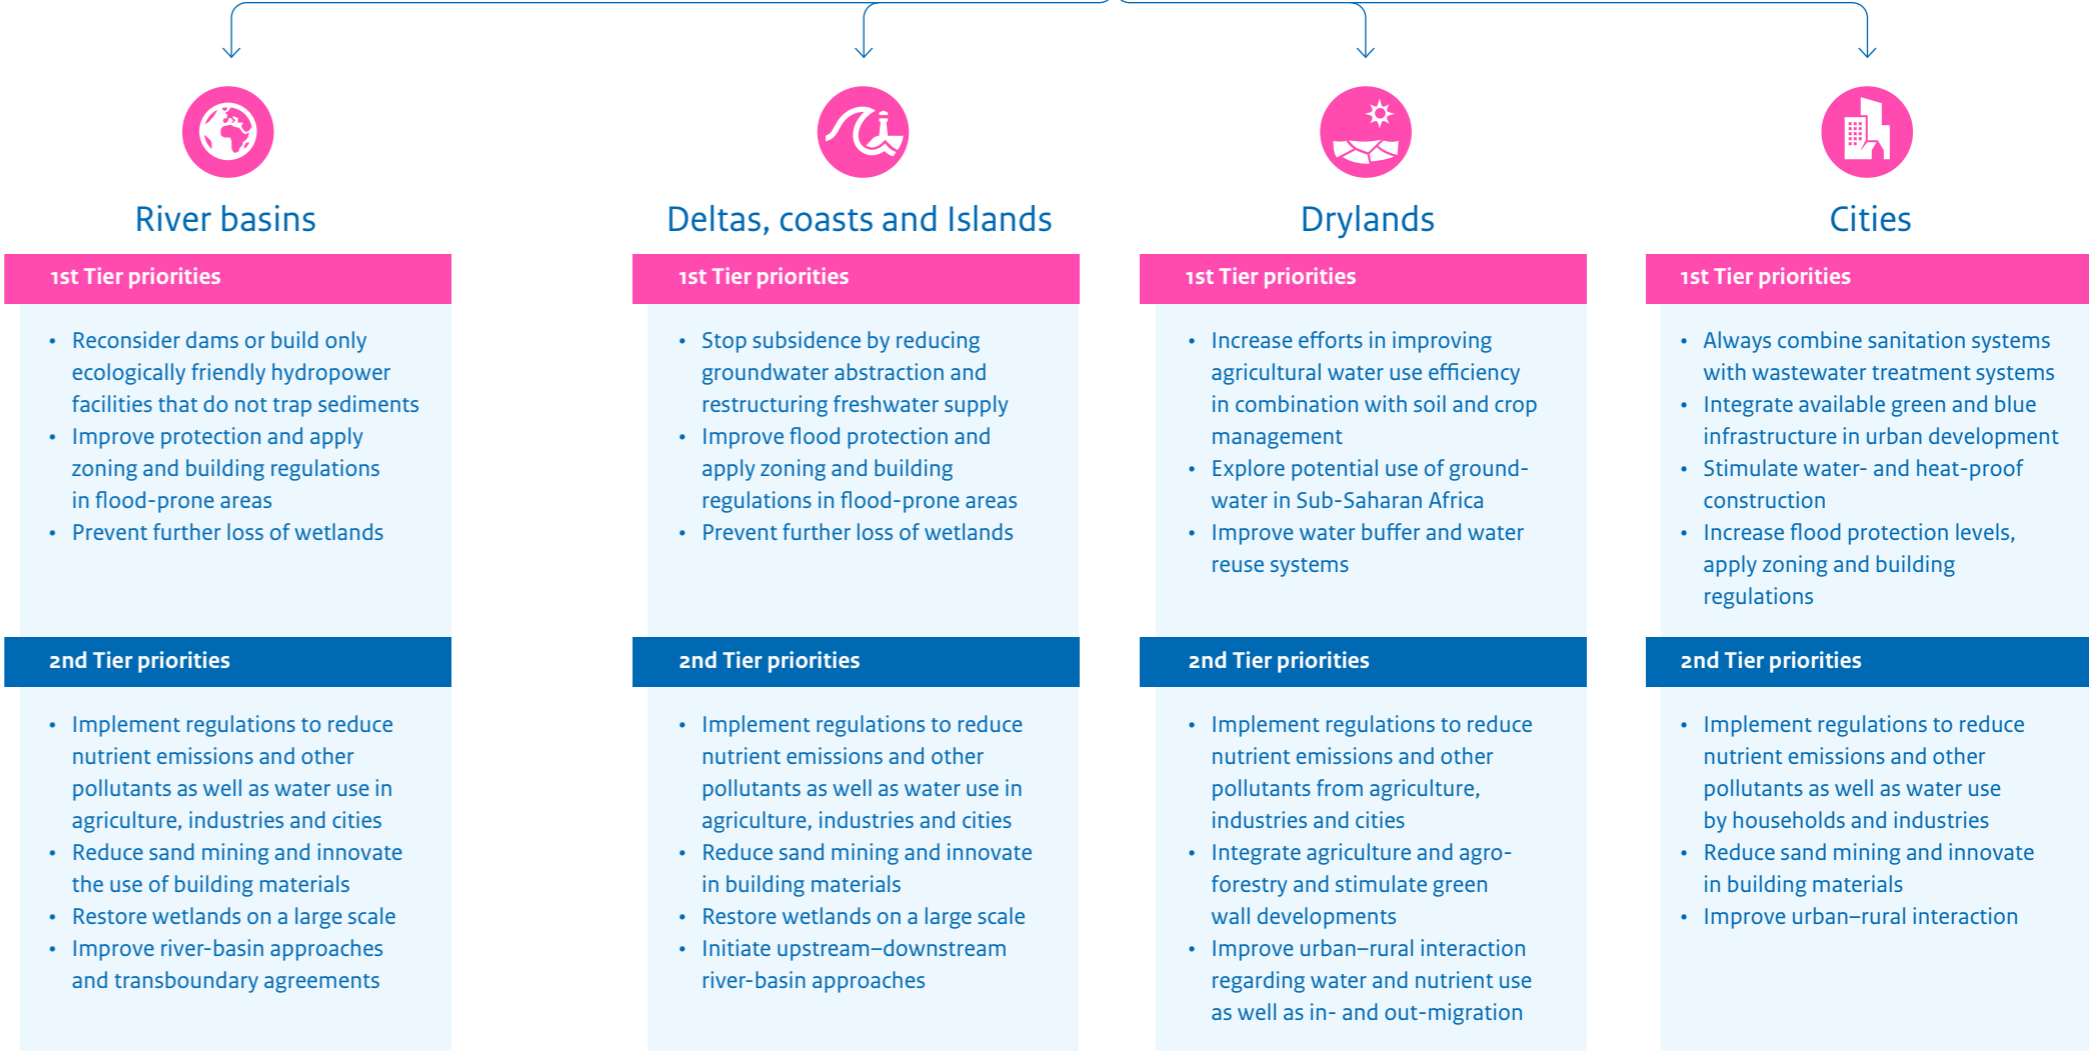 River basins
1st Tier priorities
• Reconsider dams or build only
ecologically friendly hydropower
facilities that do not trap sediments
• Improve protection and apply
zoning and building regulations
in flood-prone areas
• Prevent further loss of wetlands
2nd Tier priorities
• Implement regulations to reduce
nutrient emissions and other
pollutants as well as water use in
agriculture, industries and cities
• Reduce sand mining and innovate
the use of building materials
• Restore wetlands on a large scale
• Improve river-basin approaches
and transboundary agreements
Deltas, coasts and Islands
1st Tier priorities
• Stop subsidence by reducing
groundwater abstraction and
restructuring freshwater supply
• Improve flood protection and
apply zoning and building
regulations in flood-prone areas
• Prevent further loss of wetlands
2nd Tier priorities
• Implement regulations to reduce
nutrient emissions and other
pollutants as well as water use in
agriculture, industries and cities
• Reduce sand mining and innovate
in building materials
• Restore wetlands on a large scale
• Initiate upstream–downstream
river-basin approaches
Drylands
1st Tier priorities
• Increase efforts in improving
agricultural water use efficiency
in combination with soil and crop
management
• Explore potential use of ground-
water in Sub-Saharan Africa
• Improve water buffer and water
reuse systems
2nd Tier priorities
• Implement regulations to reduce
nutrient emissions and other
pollutants from agriculture,
industries and cities
• Integrate agriculture and agro-
forestry and stimulate green
wall developments
• Improve urban–rural interaction
regarding water and nutrient use
as well as in- and out-migration
Cities
1st Tier priorities
• Always combine sanitation systems
with wastewater treatment systems
• Integrate available green and blue
infrastructure in urban development
• Stimulate water- and heat-proof
construction
• Increase flood protection levels,
apply zoning and building
regulations
2nd Tier priorities
• Implement regulations to reduce
nutrient emissions and other
pollutants as well as water use
by households and industries
• Reduce sand mining and innovate
in building materials
• Improve urban–rural interaction